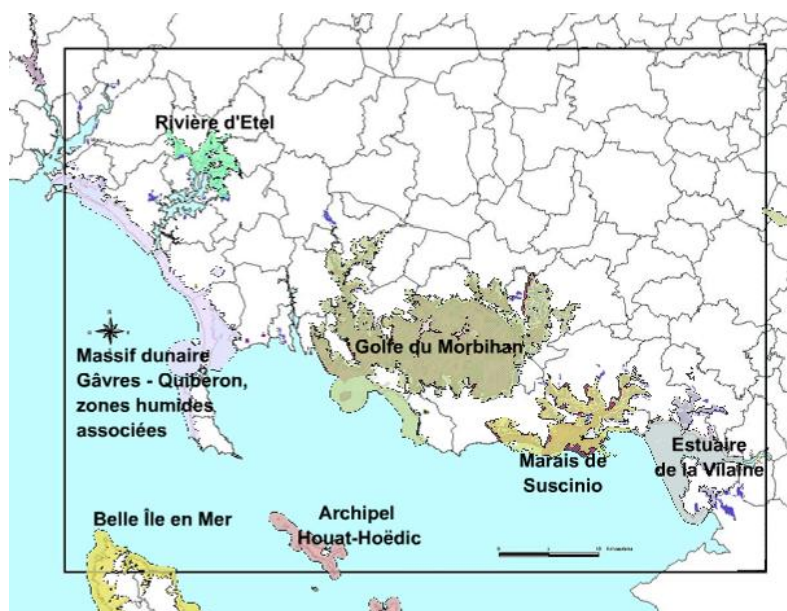 Rivière d'Etel
Massif dunaire
Gâvres - Quiberon,
zones humides
associées
Golfe du Morbihan
Estuaire
de la Vilaine
Marais de
Suscinio
Belle Île en Mer
Archipel
Houat-Hoëdic